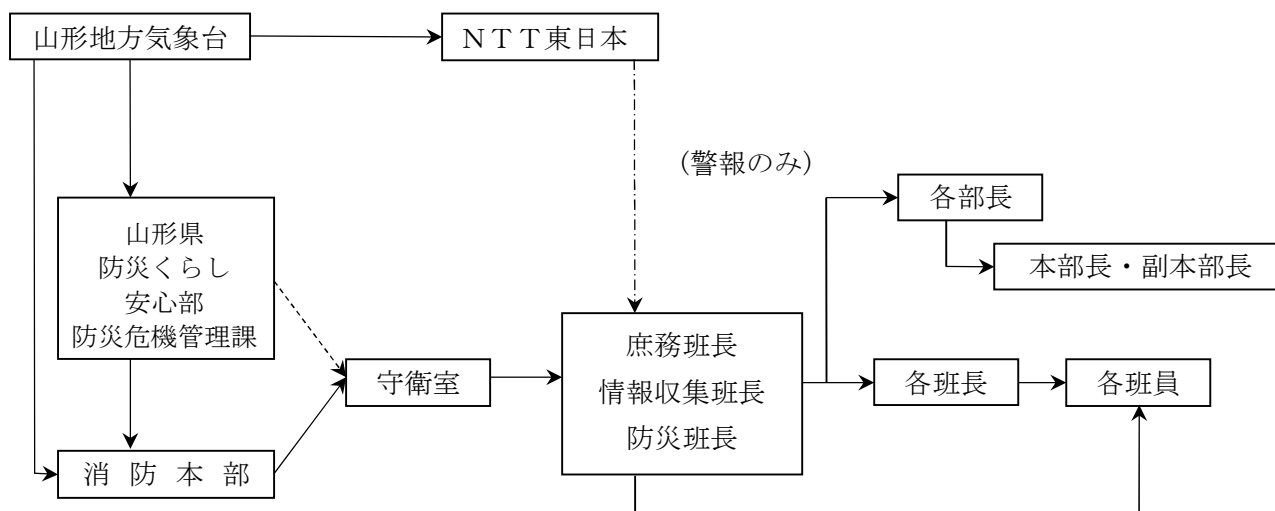 山形地方気象台
ＮＴＴ東日本
（警報のみ）
各部長
本部長・副本部長
山形県
防災くらし
安心部
防災危機管理課
守衛室
庶務班長
情報収集班長
防災班長
各班長
各班員
消 防 本 部